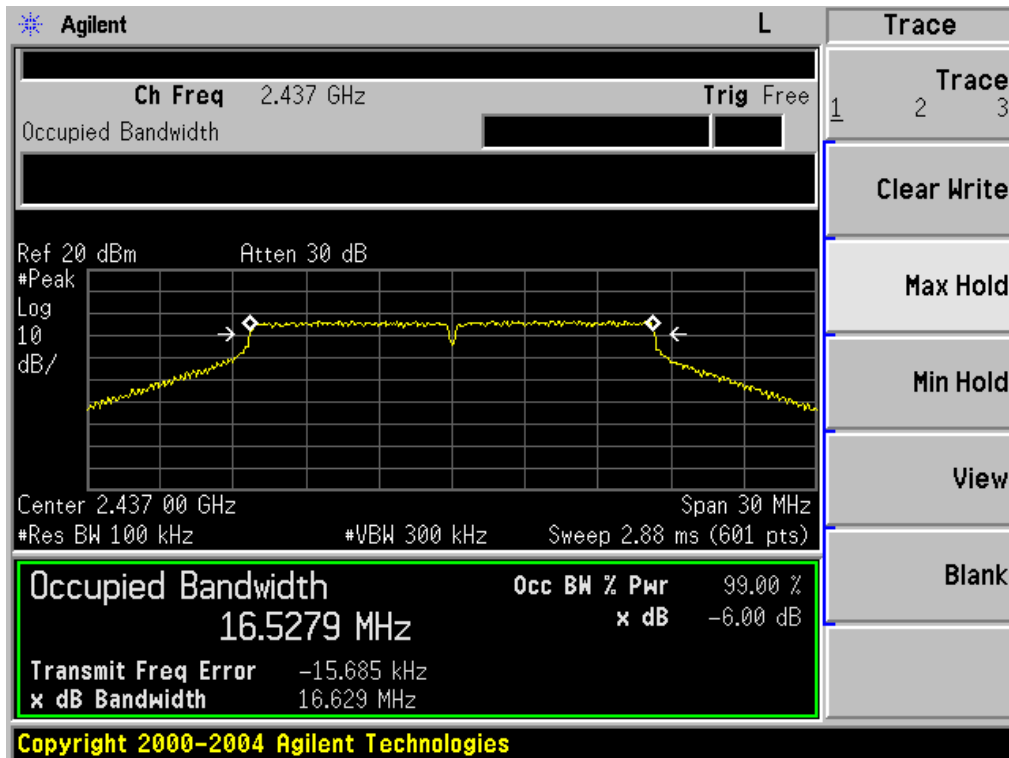 Agilent L Trace
Ch Freq 2.437 GHz Trig Free
Occupied Bandwidth
Trace
1 2 3
Clear Write
Max Hold
Min Hold
View
Blank
Ref 20 dBm Atten 30 dB
#Peak
Log
10
dB/
Center 2.437 00 GHz Span 30 MHz
#Res BW 100 kHz #VBW 300 kHz Sweep 2.88 ms (601 pts)
Occupied Bandwidth Occ BW % Pwr 99.00 %
16.5279 MHz x dB -6.00 dB
Transmit Freq Error -15.685 kHz
x dB Bandwidth 16.629 MHz
Copyright 2000-2004 Agilent Technologies